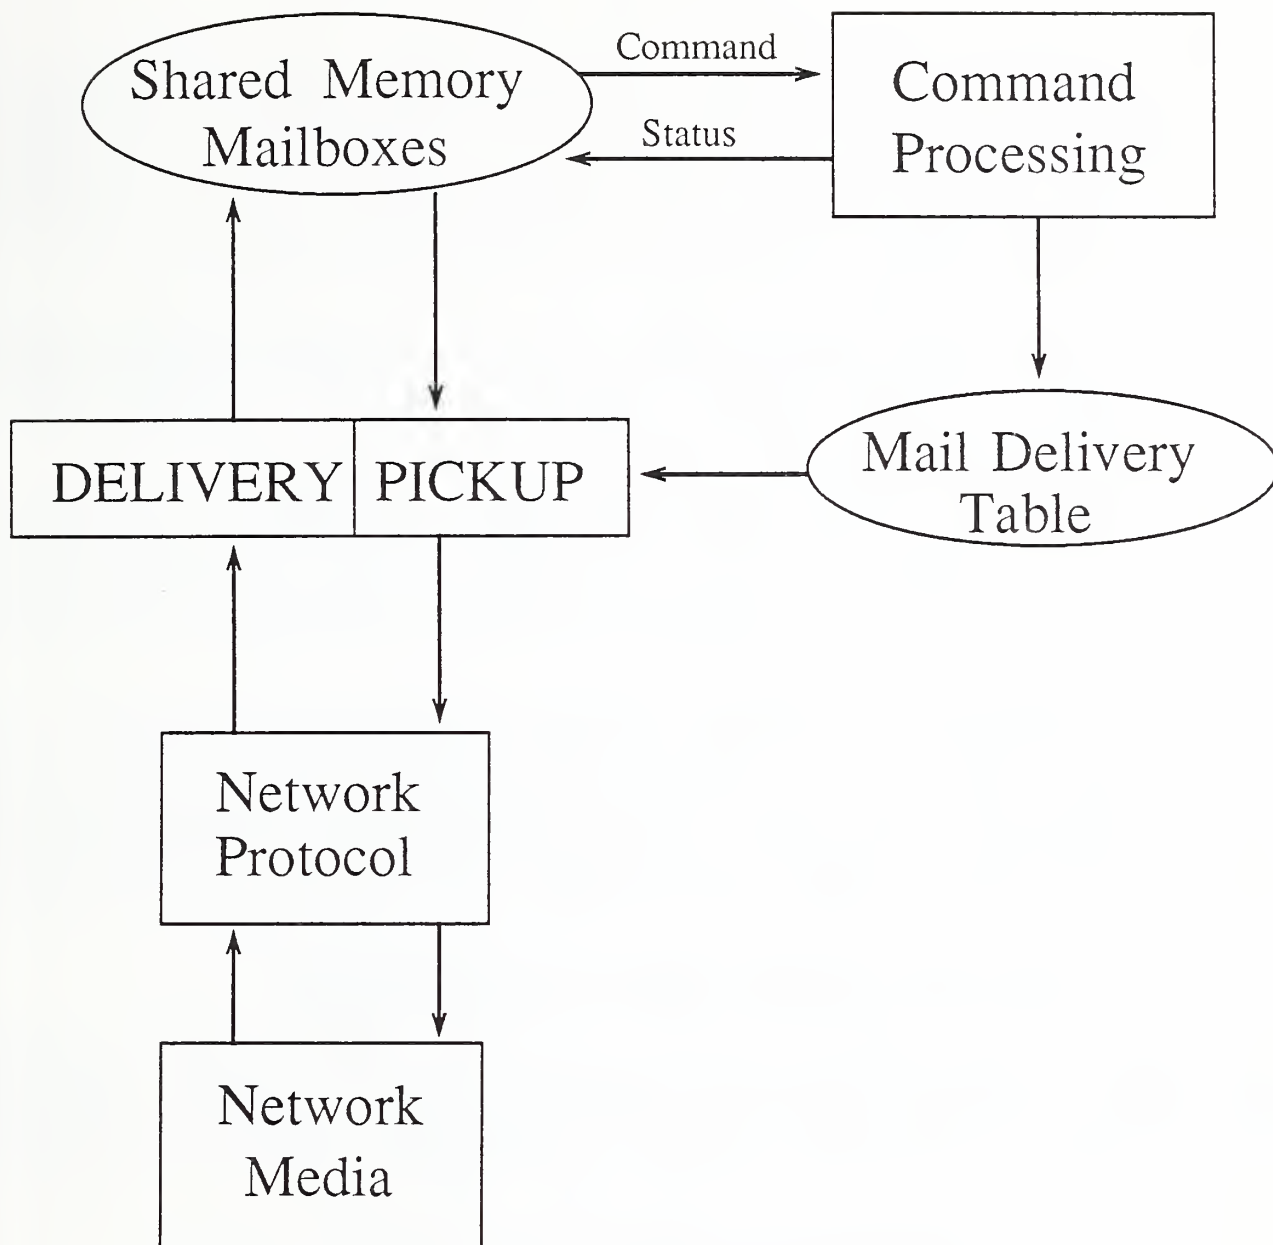 Shared Memory
Mailboxes
Command
Status
Command
Processing
DELIVERY
PICKUP
Mail Delivery
Table
Network
Protocol
Network
Media